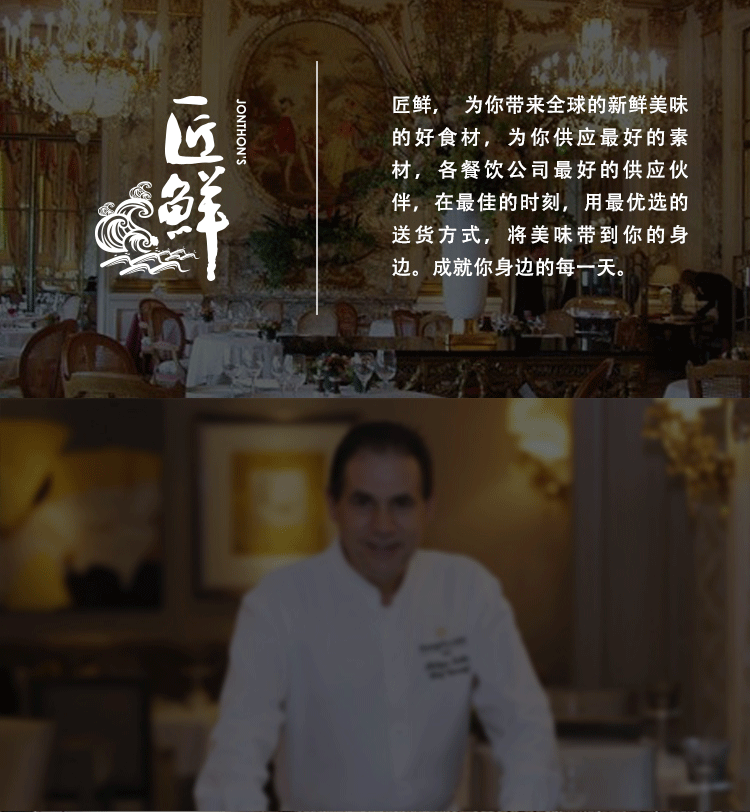 匠鲜
JONTHON'S
匠鲜， 为你带来全球的新鲜美味
的好食材，为你供应最好的素
材，各餐饮公司最好的供应伙
伴，在最佳的时刻，用最优选的
送货方式，将美味带到你的身
边。成就你身边的每一天。